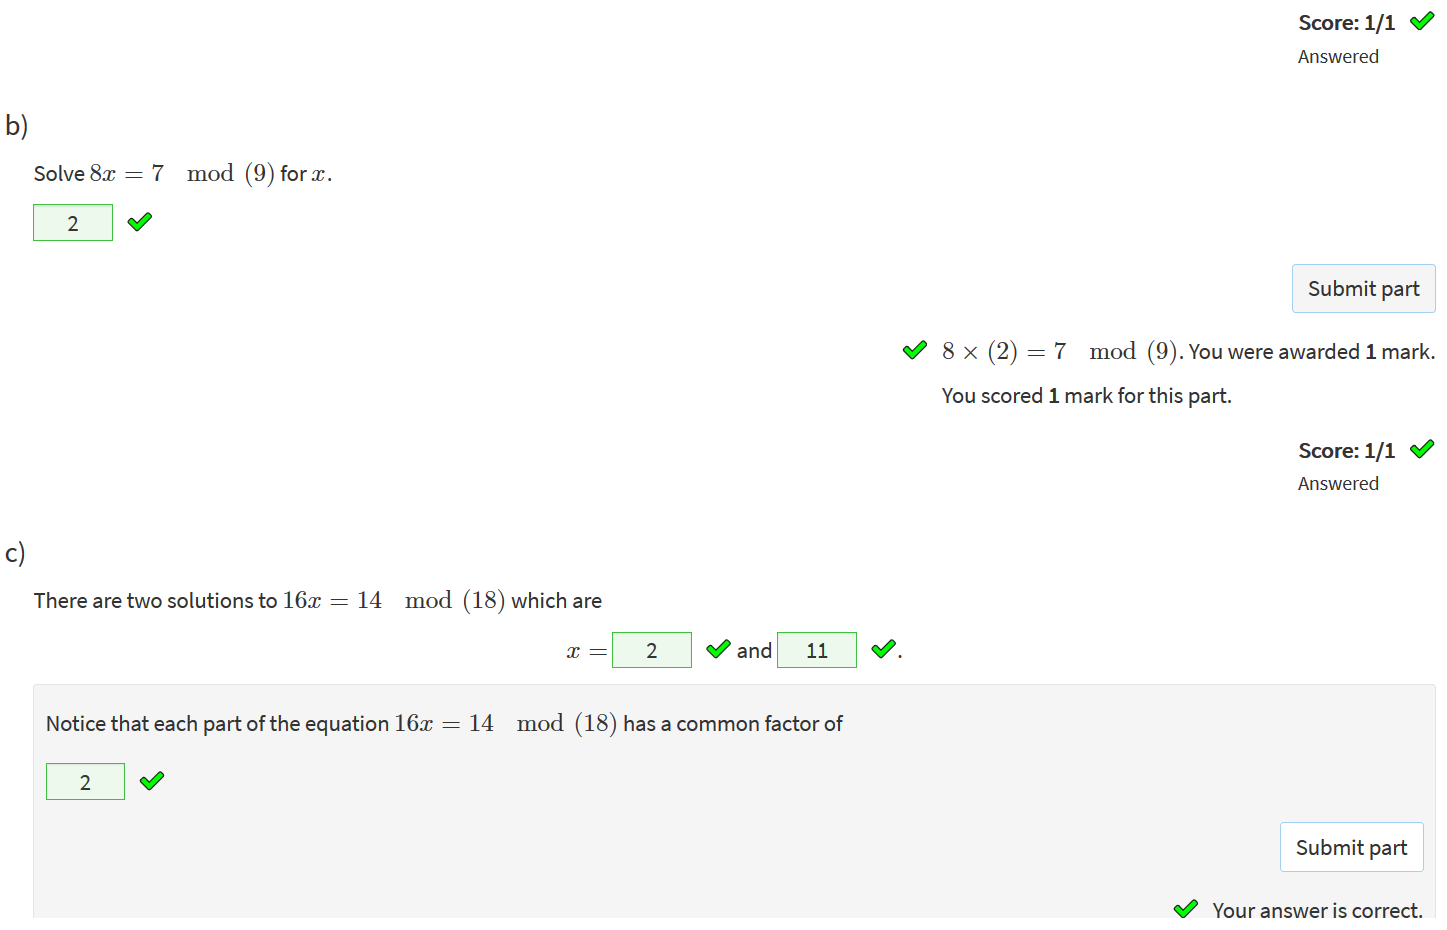 Score: 1/1
Answered
b)
Solve 8x = 7 mod (9) for x.
2
Submit part
8 × (2) = 7 mod (9). You were awarded 1 mark.
You scored 1 mark for this part.
Score: 1/1
Answered
c)
There are two solutions to 16x = 14 mod (18) which are
x = 2 and 11 .
Notice that each part of the equation 16x = 14 mod (18) has a common factor of
2
Submit part
Your answer is correct.